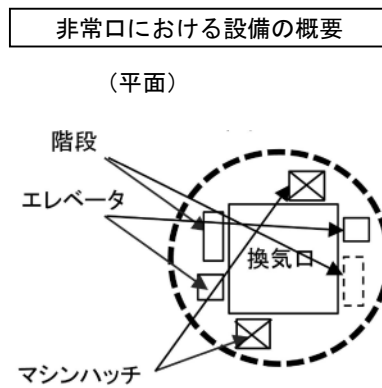 非常口における設備の概要
（平面）
階段
エレベータ
換気口
マシンハッチ